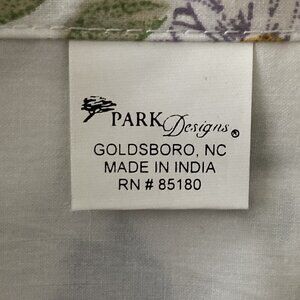 PARK Designs®
GOLDSBORO, NC
MADE IN INDIA
RN # 85180